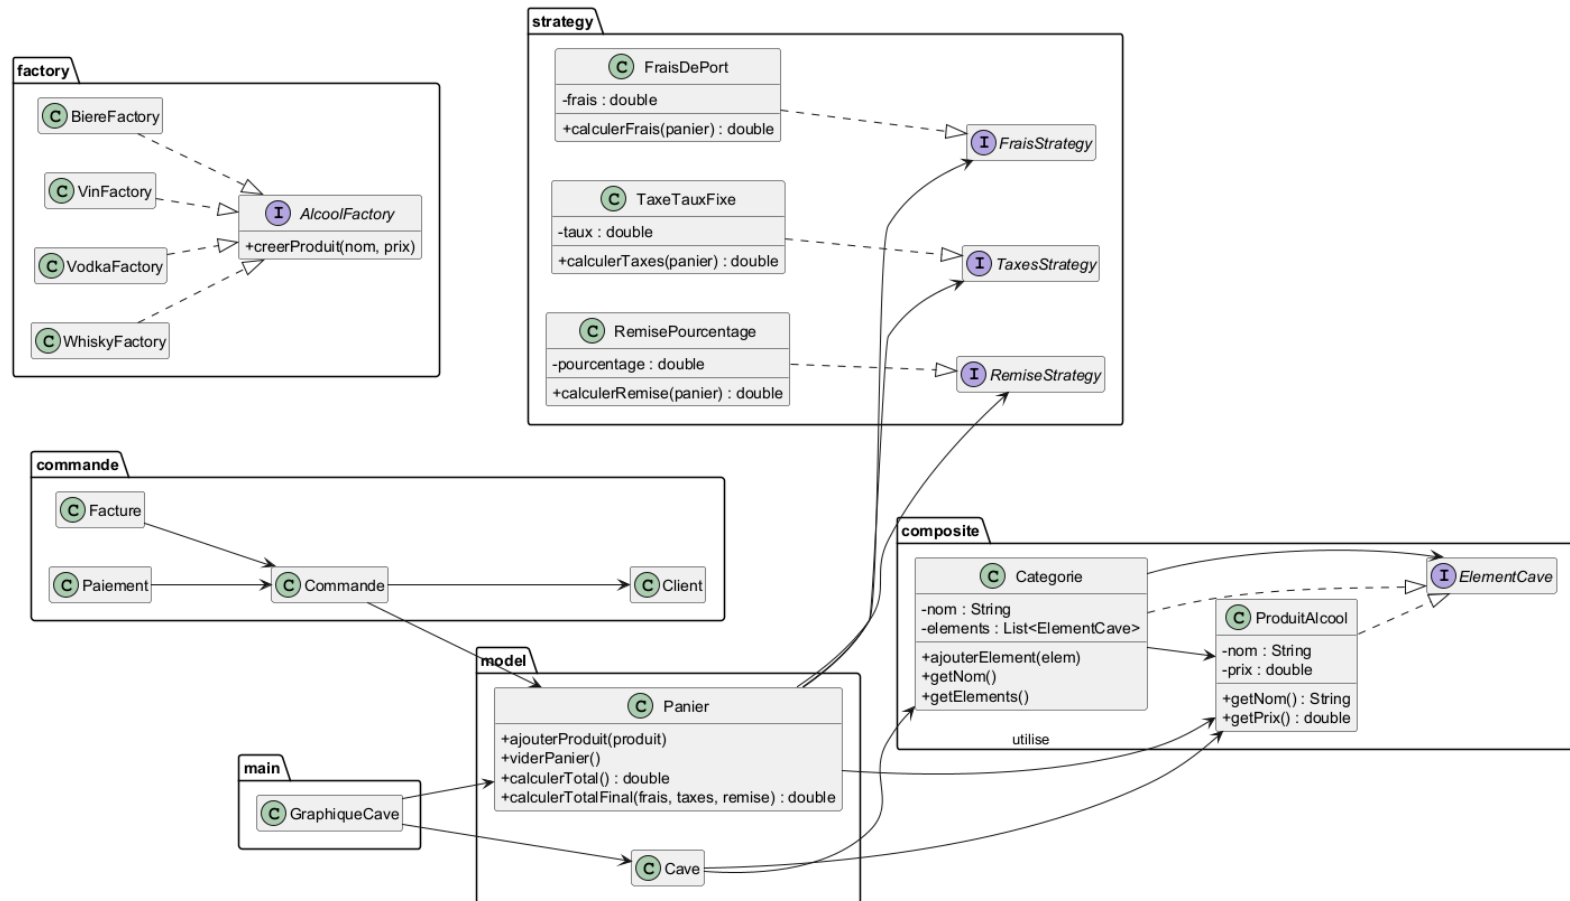 factory
C BiereFactory
C VinFactory
C VodkaFactory
C WhiskyFactory
I AlcoolFactory
+creerProduit(nom, prix)
strategy
C FraisDePort
-frais : double
+calculerFrais(panier) : double
C TaxeTauxFixe
-taux : double
+calculerTaxes(panier) : double
C RemisePourcentage
-pourcentage : double
+calculerRemise(panier) : double
I FraisStrategy
I TaxesStrategy
I RemiseStrategy
commande
C Facture
C Paiement
C Commande
C Client
composite
C Categorie
-nom : String
-elements : List<ElementCave>
+ajouterElement(elem)
+getNom()
+getElements()
C ProduitAlcool
-nom : String
-prix : double
+getNom() : String
+getPrix() : double
I ElementCave
utilise
model
C Panier
+ajouterProduit(produit)
+viderPanier()
+calculerTotal() : double
+calculerTotalFinal(frais, taxes, remise) : double
C Cave
main
C GraphiqueCave